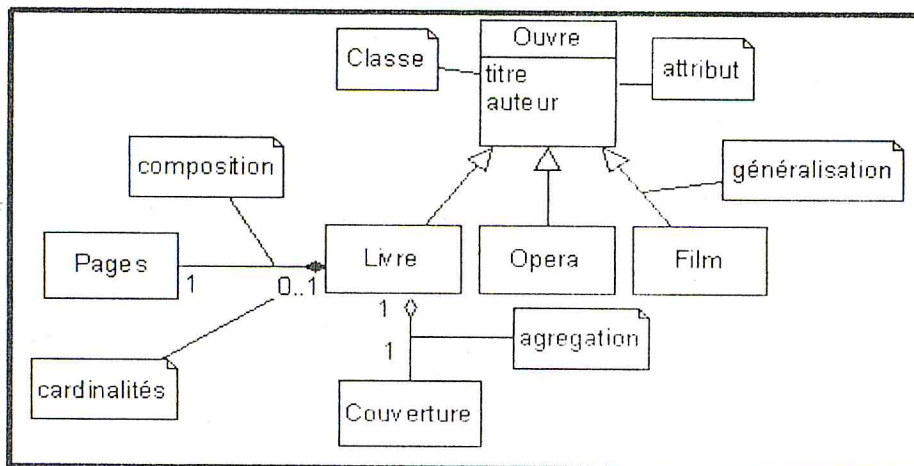 Ouvre
Classe
titre
auteur
attribut
composition
généralisation
Pages
1
0..1
Livre
Opera
Film
1
1
agregation
cardinalités
Couverture